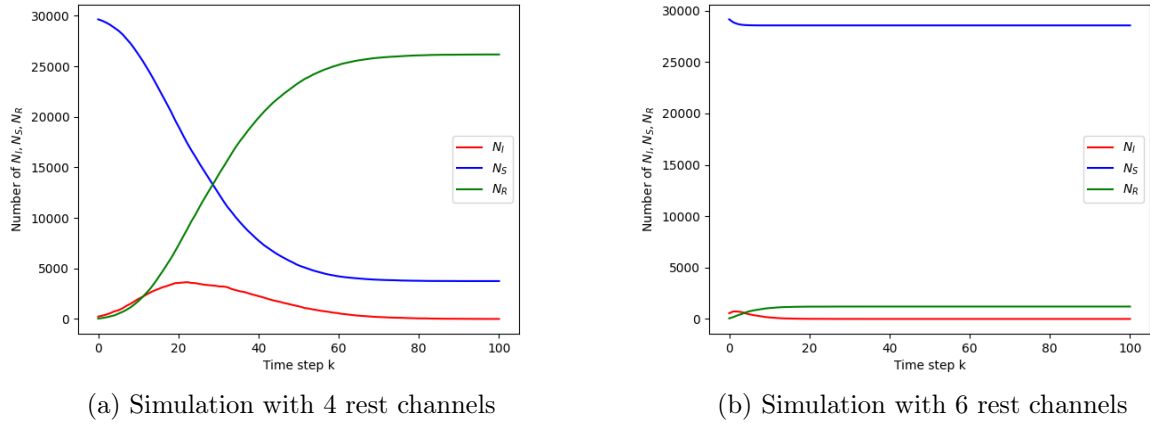 30000
25000
20000
15000
10000
5000
0
Number of N_I, N_S, N_R
N_I
N_S
N_R
0 20 40 60 80 100
Time step k
(a) Simulation with 4 rest channels
30000
25000
20000
15000
10000
5000
0
Number of N_I, N_S, N_R
N_I
N_S
N_R
0 20 40 60 80 100
Time step k
(b) Simulation with 6 rest channels